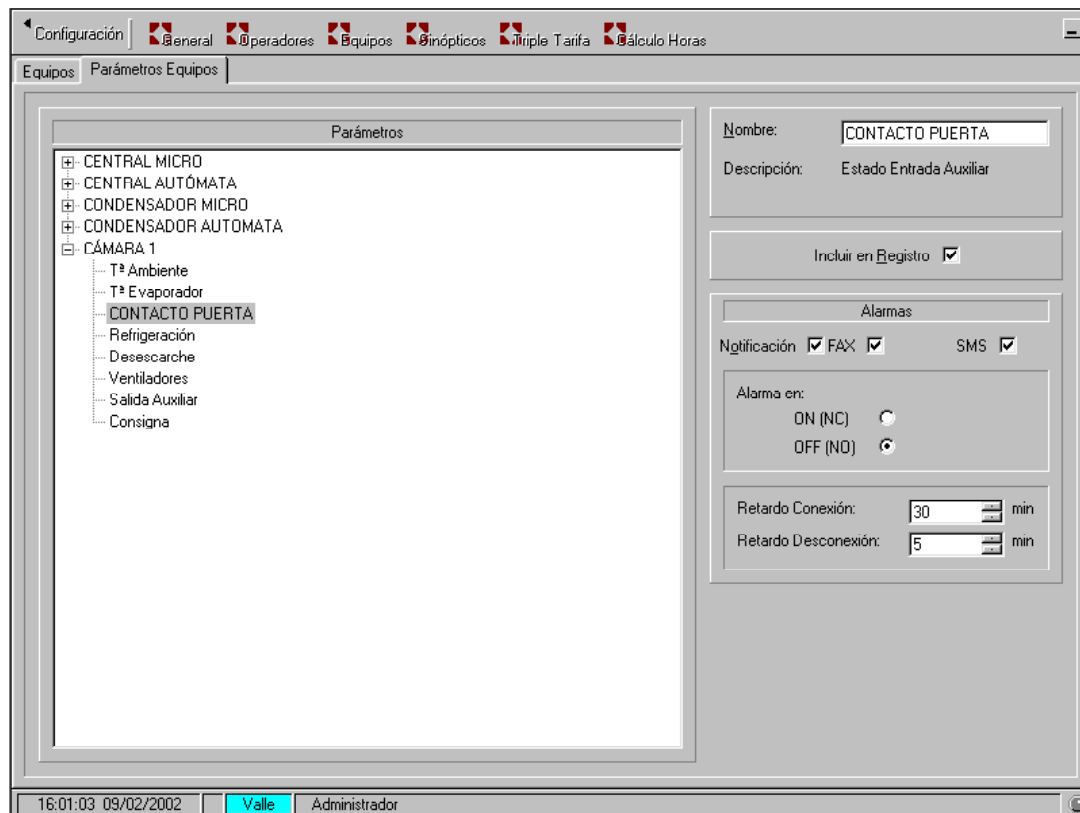 Configuración General Operadores Equipos Sinópticos Triple Tarifa Cálculo Horas
Equipos Parámetros Equipos
Parámetros
CENTRAL MICRO
CENTRAL AUTÓMATA
CONDENSADOR MICRO
CONDENSADOR AUTOMATA
CÁMARA 1
Tª Ambiente
Tª Evaporador
CONTACTO PUERTA
Refrigeración
Desescarche
Ventiladores
Salida Auxiliar
Consigna
Nombre: CONTACTO PUERTA
Descripción: Estado Entrada Auxiliar
Incluir en Registro
Alarmas
Notificación FAX SMS
Alarma en:
ON (NC)
OFF (NO)
Retardo Conexión: 30 min
Retardo Desconexión: 5 min
16:01:03 09/02/2002 Valle Administrador